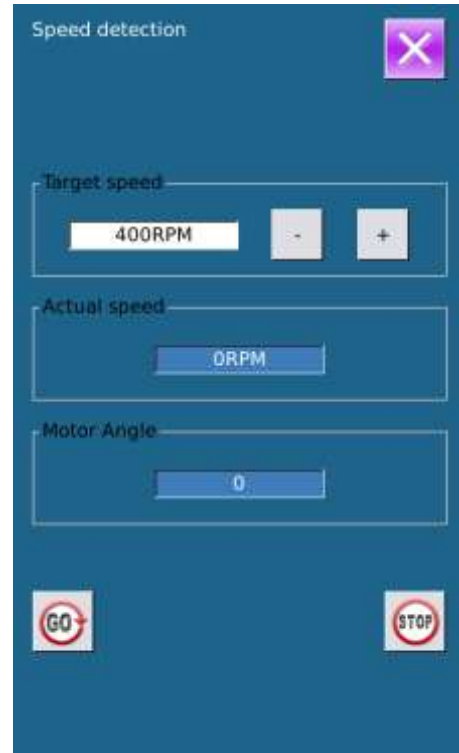 Speed detection
Target speed
400RPM - +
Actual speed
0RPM
Motor Angle
0
GO STOP